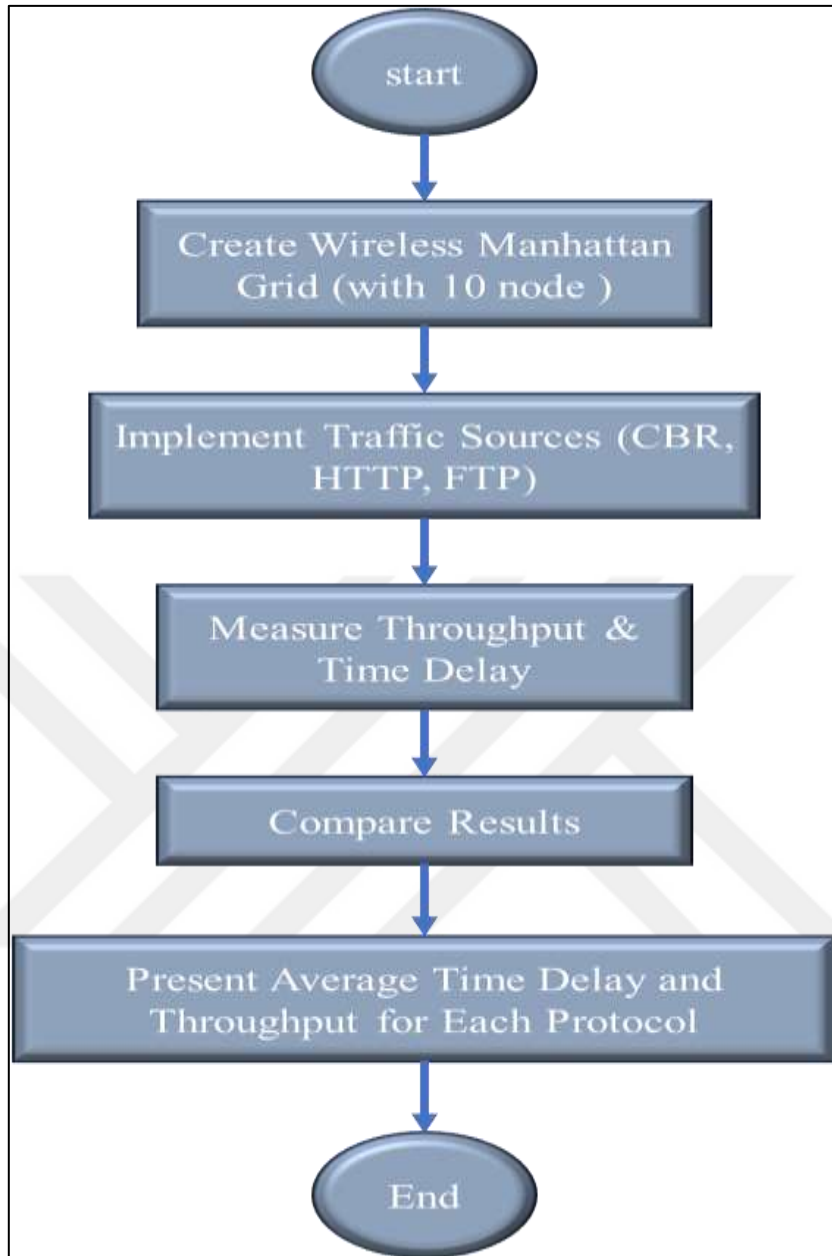 start
Create Wireless Manhattan
Grid (with 10 node )
Implement Traffic Sources (CBR,
HTTP, FTP)
Measure Throughput &
Time Delay
Compare Results
Present Average Time Delay and
Throughput for Each Protocol
End